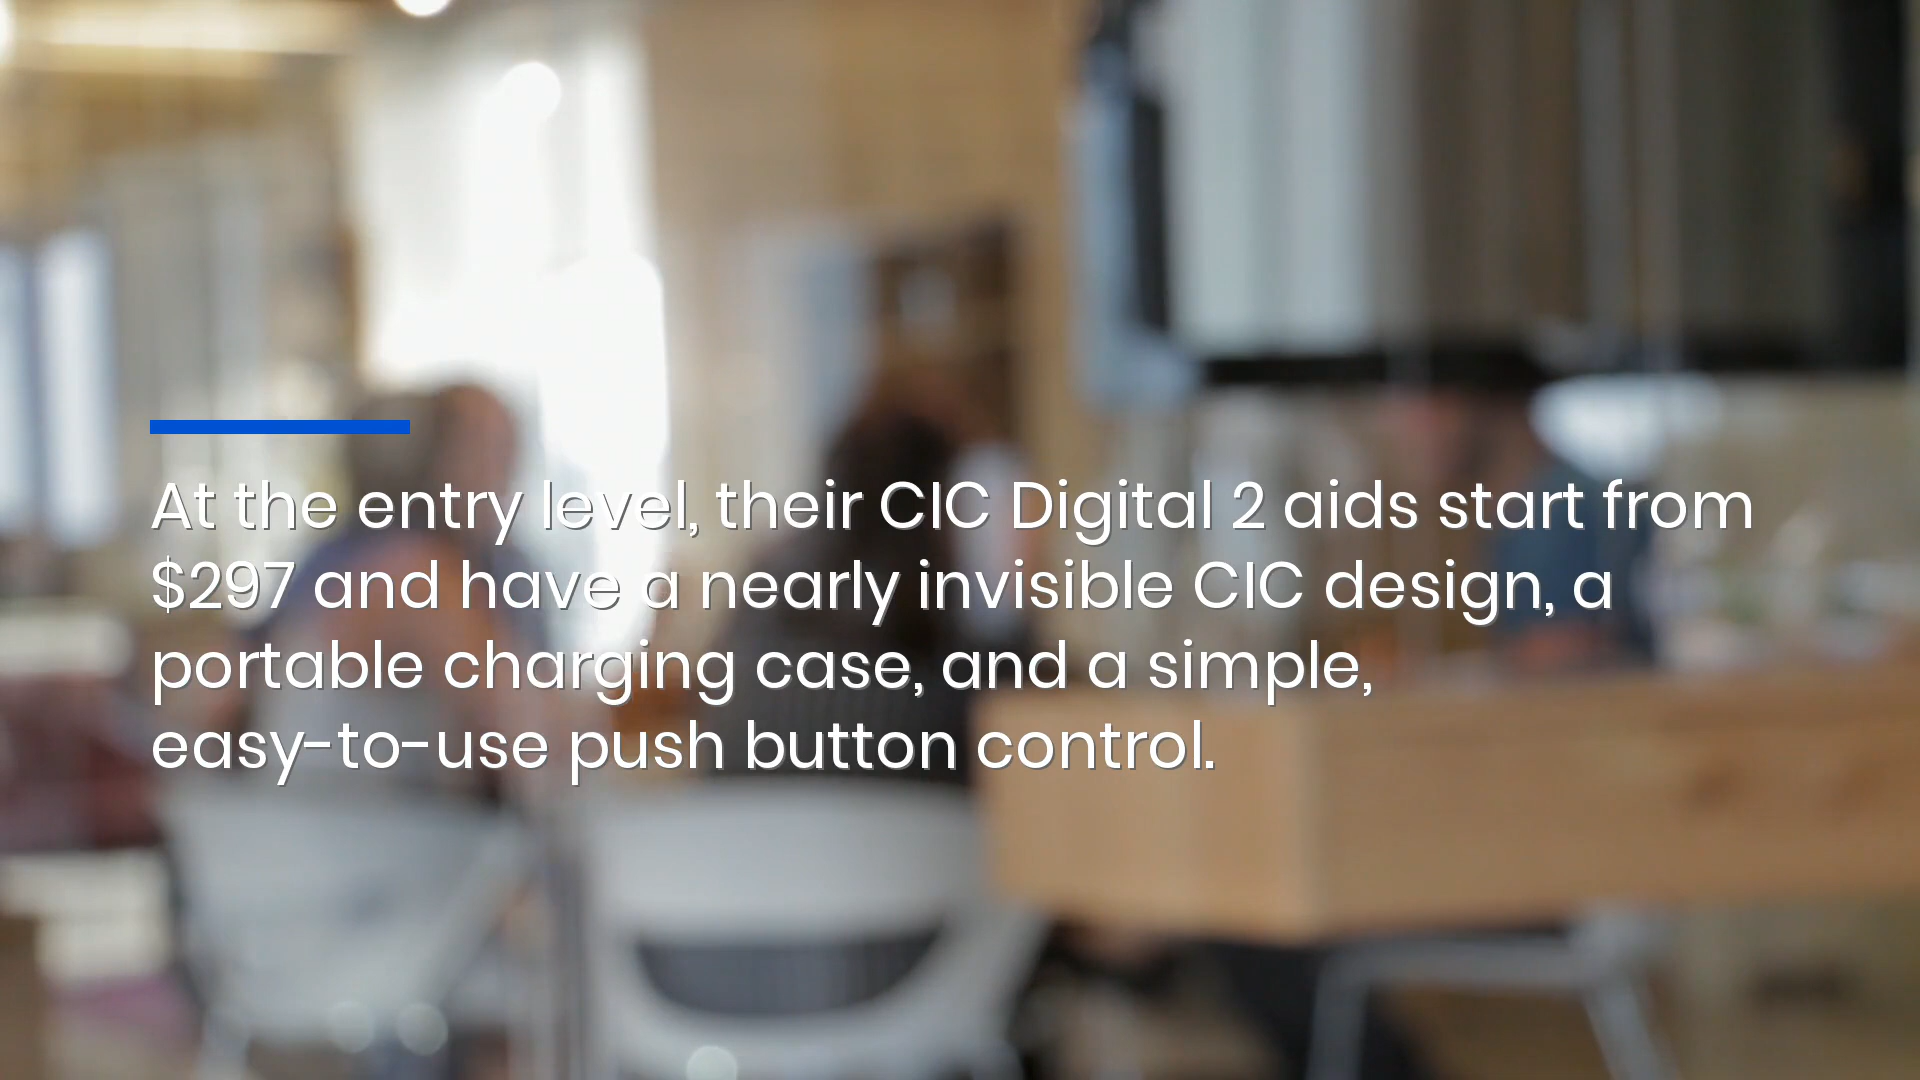 At the entry level, their CIC Digital 2 aids start from
$297 and have a nearly invisible CIC design, a
portable charging case, and a simple,
easy-to-use push button control.